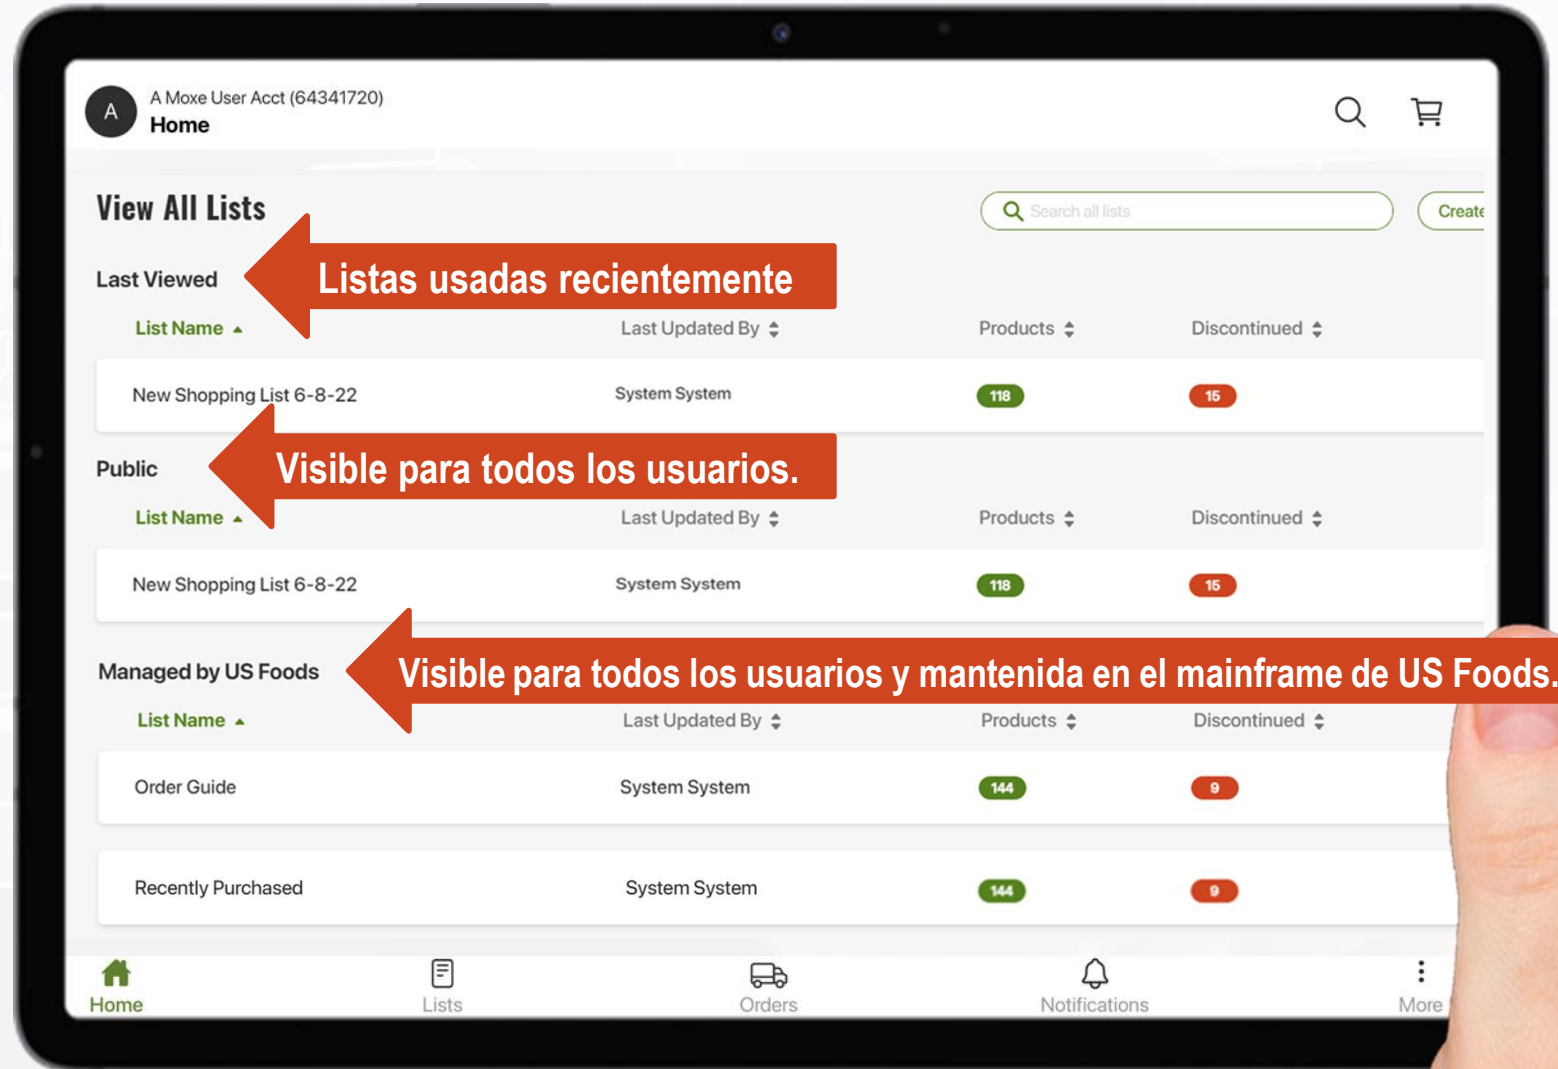 A
A Moxe User Acct (64341720)
Home
View All Lists
Search all lists
Create
Last Viewed
Listas usadas recientemente
List Name Last Updated By Products Discontinued
New Shopping List 6-8-22 System System 118 15
Public
Visible para todos los usuarios.
List Name Last Updated By Products Discontinued
New Shopping List 6-8-22 System System 118 15
Managed by US Foods
Visible para todos los usuarios y mantenida en el mainframe de US Foods.
List Name Last Updated By Products Discontinued
Order Guide System System 144 9
Recently Purchased System System 144 9
Home Lists Orders Notifications More